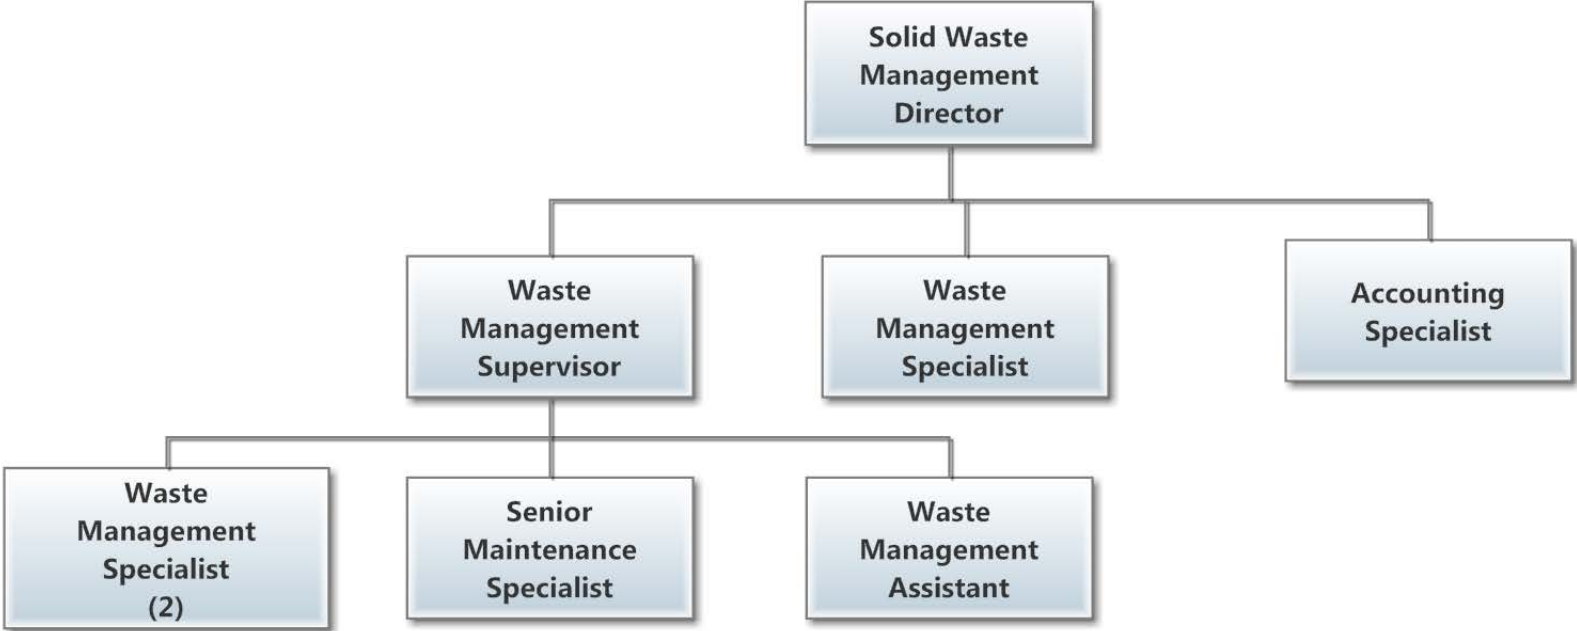 Solid Waste
Management
Director
Waste
Management
Supervisor
Waste
Management
Specialist
Accounting
Specialist
Waste
Management
Specialist
(2)
Senior
Maintenance
Specialist
Waste
Management
Assistant